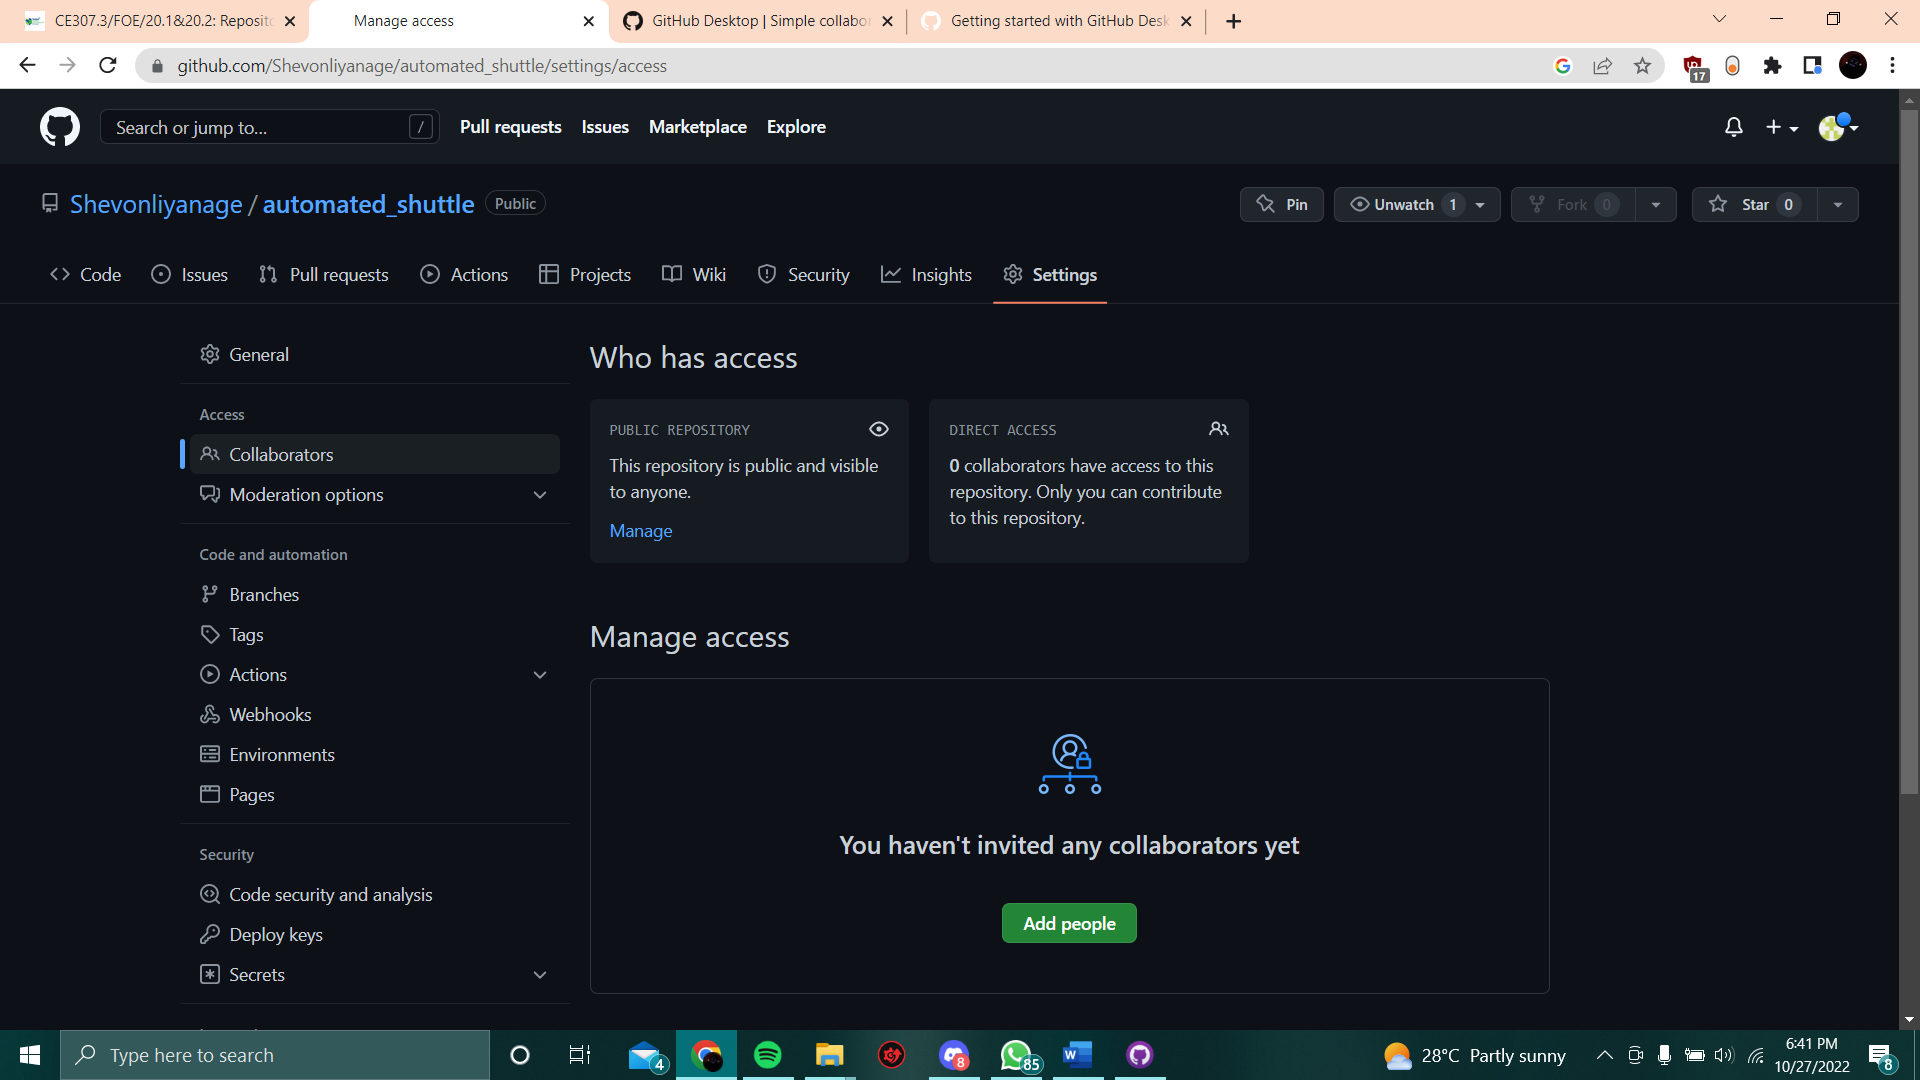 CE307.3/FOE/20.1&20.2: Reposito
Manage access
GitHub Desktop | Simple collabor
Getting started with GitHub Desk
github.com/Shevonliyanage/automated_shuttle/settings/access
17
Search or jump to...
/
Pull requests
Issues
Marketplace
Explore
Shevonliyanage / automated_shuttle
Public
Pin
Unwatch 1
Fork 0
Star 0
Code
Issues
Pull requests
Actions
Projects
Wiki
Security
Insights
Settings
General
Access
Collaborators
Moderation options
Code and automation
Branches
Tags
Actions
Webhooks
Environments
Pages
Security
Code security and analysis
Deploy keys
Secrets
Who has access
PUBLIC REPOSITORY
This repository is public and visible
to anyone.
Manage
DIRECT ACCESS
0 collaborators have access to this
repository. Only you can contribute
to this repository.
Manage access
You haven't invited any collaborators yet
Add people
Type here to search
4
8
85
W
28°C Partly sunny
6:41 PM
10/27/2022
8